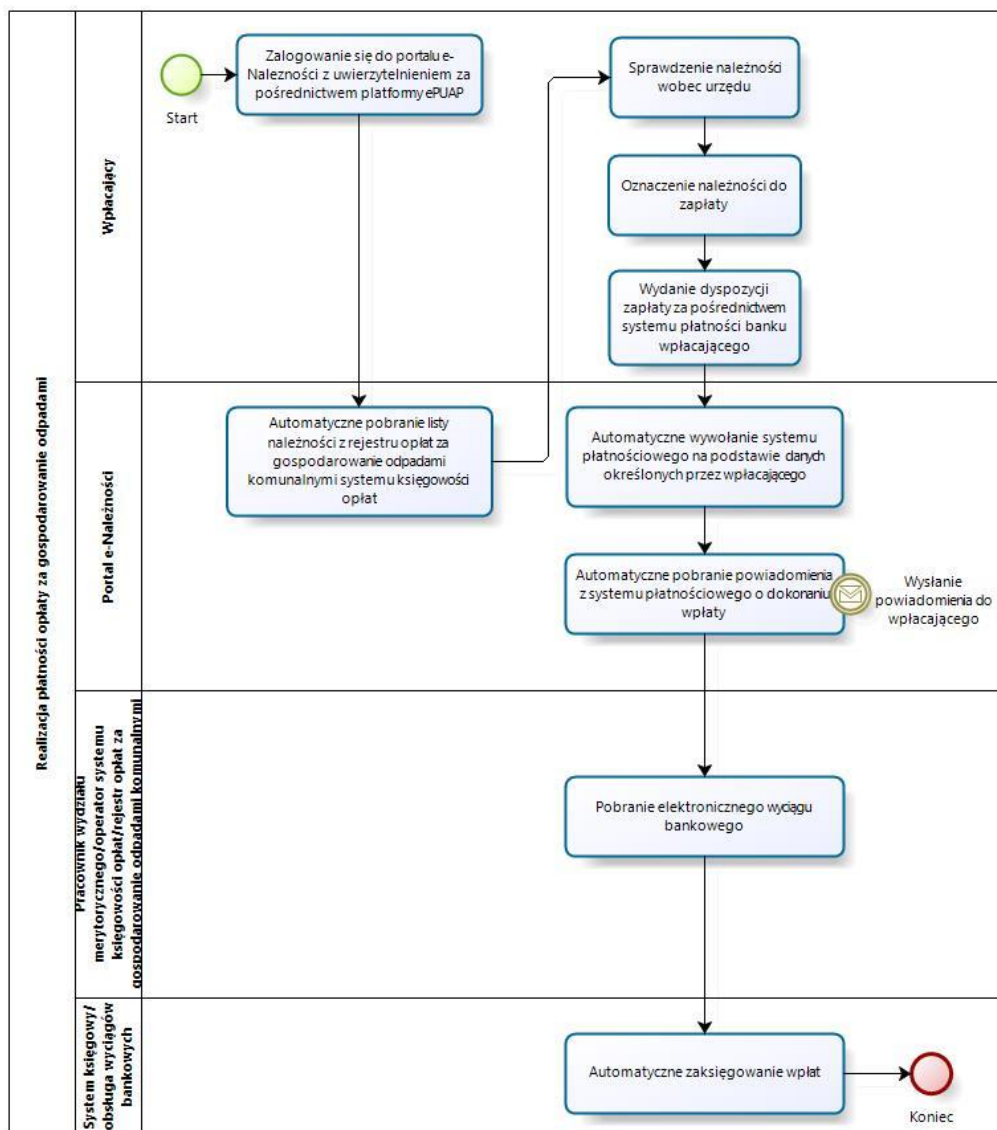 Realizacja płatności opłaty za gospodarowanie odpadami
Wpłacający
Start
Zalogowanie się do portalu e-
Nalezności z uwierzytelnieniem za
pośrednictwem platformy ePUAP
Sprawdzenie należności
wobec urzędu
Oznaczenie należności do
zapłaty
Wydanie dyspozycji
zapłaty za pośrednictwem
systemu płatności banku
wpłacającego
Portal e-Należności
Automatyczne pobranie listy
należności z rejestru opłat za
gospodarowanie odpadami
komunalnymi systemu księgowości
opłat
Automatyczne wywołanie systemu
płatnościowego na podstawie danych
określonych przez wpłacającego
Automatyczne pobranie powiadomienia
z systemu płatnościowego o dokonaniu
wpłaty
Wysłanie
powiadomienia do
wpłacającego
Pracownik wydziału
merytorycznego/operator systemu
księgowości opłat/rejestr opłat za
gospodarowanie odpadami komunalnymi
Pobranie elektronicznego wyciągu
bankowego
System księgowy/
obsługa wyciągów
bankowych
Automatyczne zaksięgowanie wpłat
Koniec